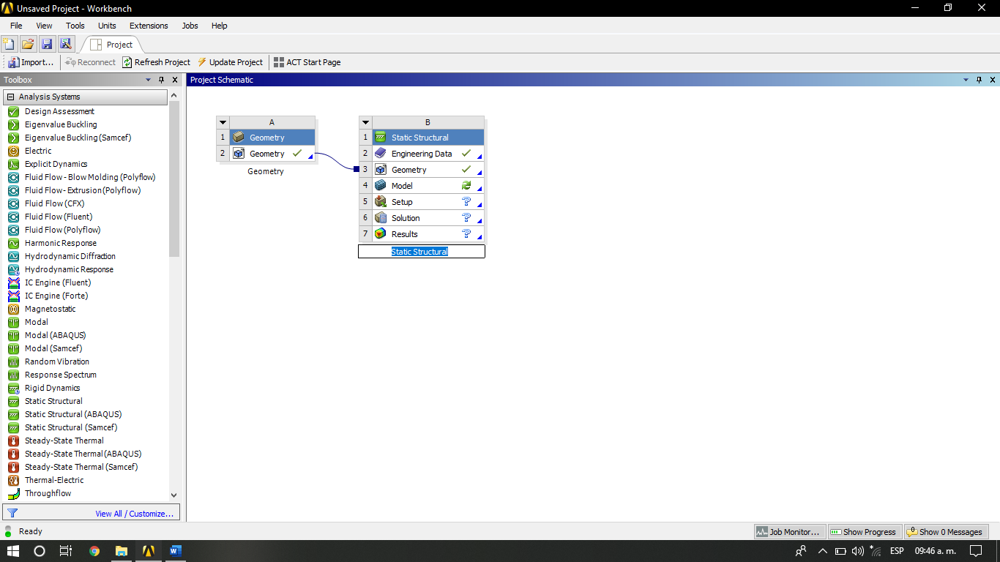 Unsaved Project - Workbench
File View Tools Units Extensions Jobs Help
Project
Import... Reconnect Refresh Project Update Project ACT Start Page
Toolbox
Project Schematic
Analysis Systems
Design Assessment
Eigenvalue Buckling
Eigenvalue Buckling (Samcef)
Electric
Explicit Dynamics
Fluid Flow - Blow Molding (Polyflow)
Fluid Flow- Extrusion (Polyflow)
Fluid Flow (CFX)
Fluid Flow (Fluent)
Fluid Flow (Polyflow)
Harmonic Response
Hydrodynamic Diffraction
Hydrodynamic Response
IC Engine (Fluent)
IC Engine (Forte)
Magnetostatic
Modal
Modal (ABAQUS)
Modal (Samcef)
Random Vibration
Response Spectrum
Rigid Dynamics
Static Structural
Static Structural (ABAQUS)
Static Structural (Samcef)
Steady-State Thermal
Steady-State Thermal (ABAQUS)
Steady-State Thermal (Samcef)
Thermal-Electric
Throughflow
View All / Customize...
A
1 Geometry
2 Geometry
Geometry
B
1 Static Structural
2 Engineering Data
3 Geometry
4 Model
5 Setup ?
6 Solution ?
7 Results ?
Static Structural
Ready
Job Monitor... Show Progress Show 0 Messages
ESP 09:46 a. m.